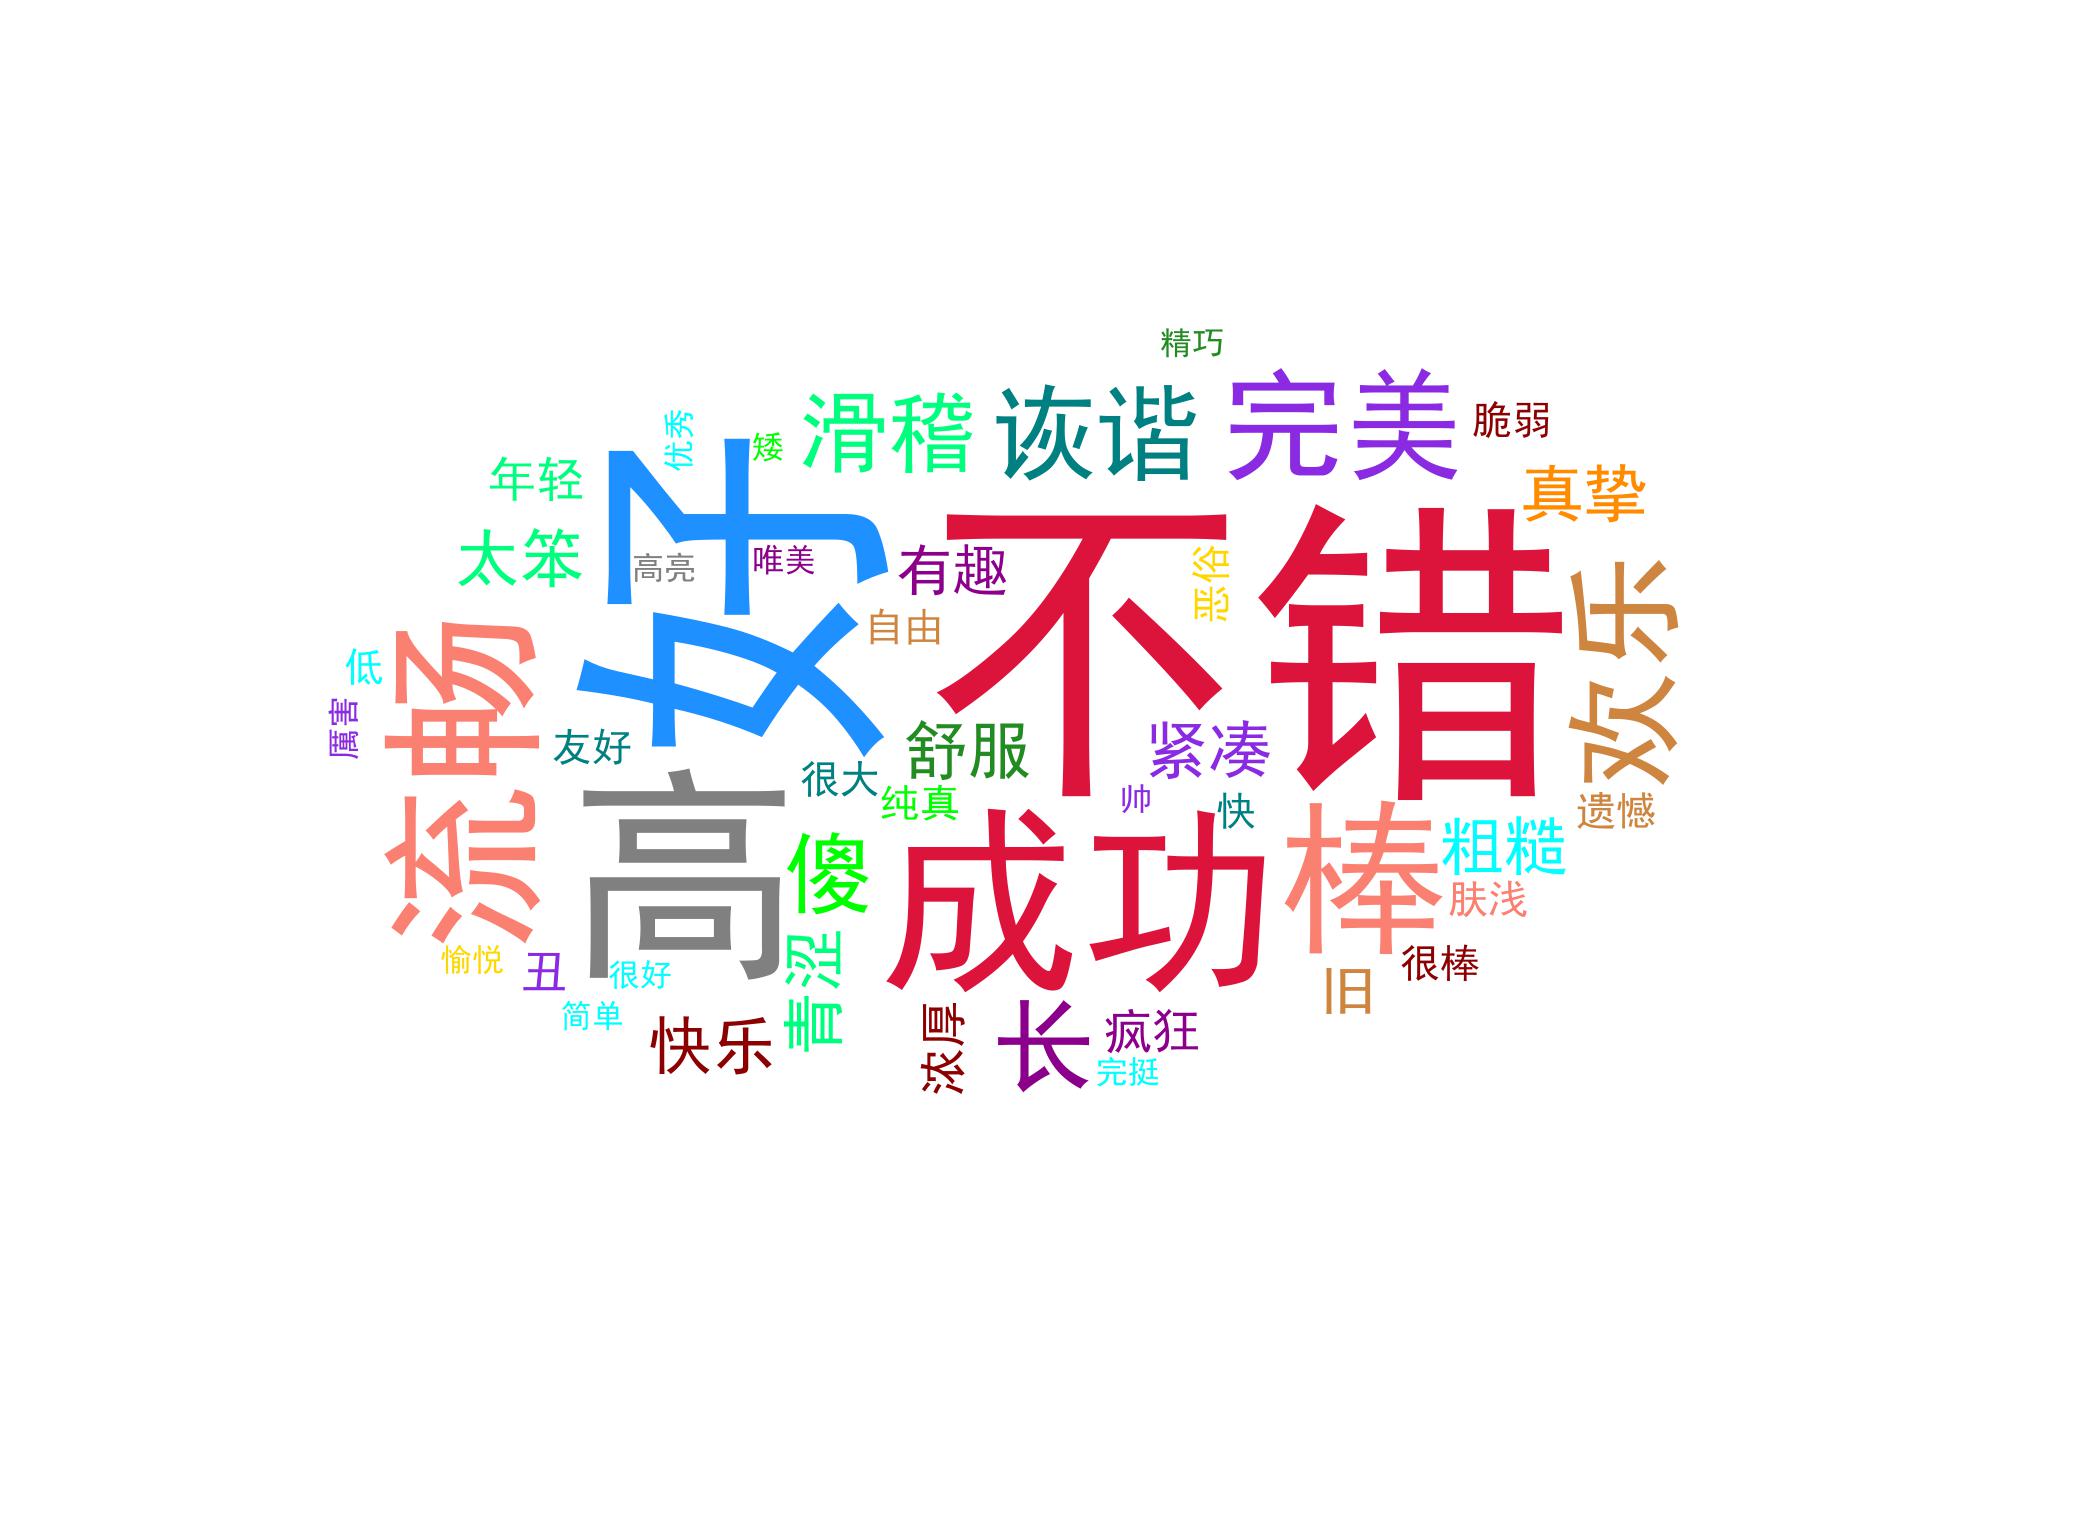 精巧
滑稽
诙谐
完美
脆弱
优秀
矮
年轻
真挚
好
不错
太笨
高亮
唯美
有趣
恶俗
欢乐
自由
低
流畅
厲害
友好
舒服
紧凑
很大
纯真
帅
快
遗憾
高
傻
成功
棒
粗糙
肤浅
愉悦
丑
很好
青涩
很棒
旧
简单
快乐
浓厚
长
疯狂
完挺